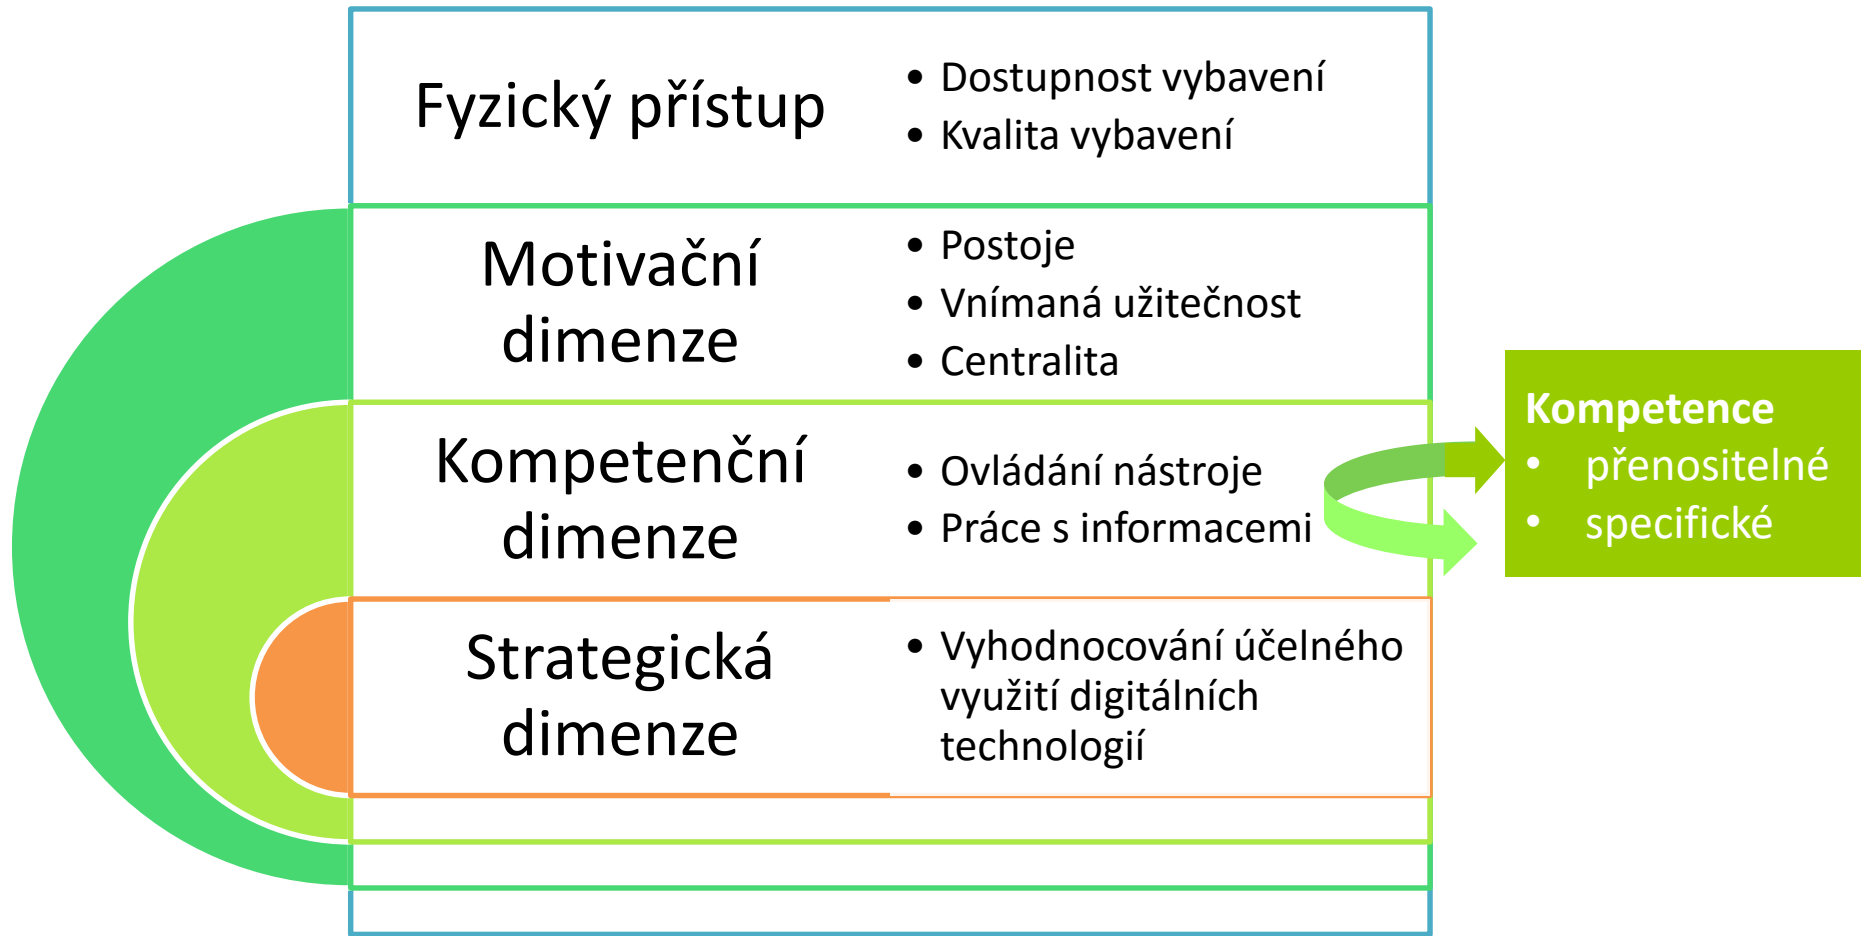 Fyzický přístup
• Dostupnost vybavení
• Kvalita vybavení
Motivační
dimenze
• Postoje
• Vnímaná užitečnost
• Centralita
Kompetenční
dimenze
• Ovládání nástroje
• Práce s informacemi
Kompetence
• přenositelné
• specifické
Strategická
dimenze
• Vyhodnocování účelného
využití digitálních
technologií